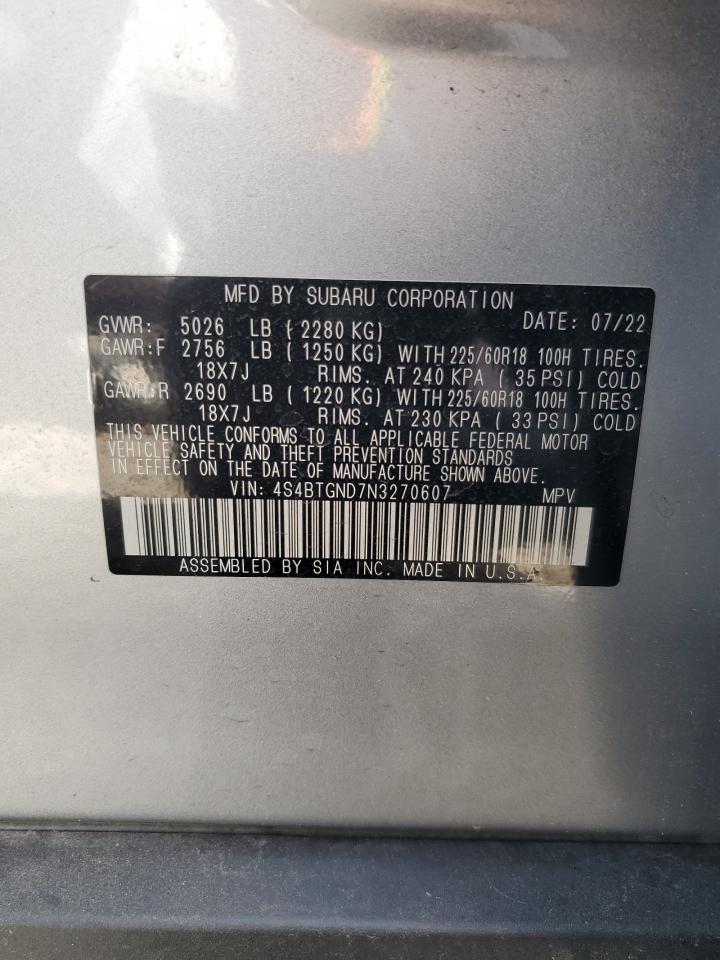 MFD BY SUBARU CORPORATION
GVWR: 5026 LB ( 2280 KG) DATE: 07/22
GAWR:F 2756 LB ( 1250 KG) WITH 225/60R18 100H TIRES.
18X7J RIMS. AT 240 KPA ( 35 PSI) COLD
GAWR:R 2690 LB ( 1220 KG) WITH 225/60R18 100H TIRES.
18X7J RIMS. AT 230 KPA ( 33 PSI) COLD
THIS VEHICLE CONFORMS TO ALL APPLICABLE FEDERAL MOTOR
VEHICLE SAFETY AND THEFT PREVENTION STANDARDS
IN EFFECT ON THE DATE OF MANUFACTURE SHOWN ABOVE.
VIN: 4S4BTGND7N3270607 MPV
ASSEMBLED BY SIA INC. MADE IN U.S.A.